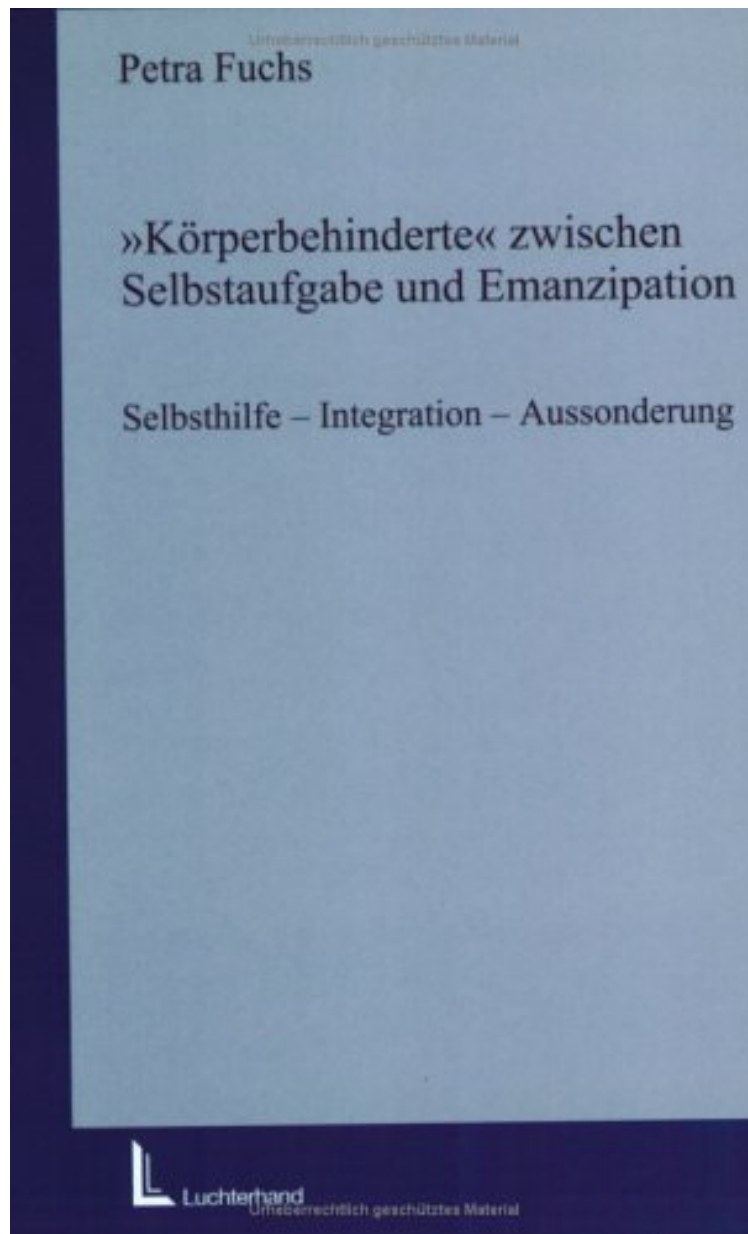 Urheberrechtlich geschütztes Material
Petra Fuchs
»Körperbehinderte« zwischen
Selbstaufgabe und Emanzipation
Selbsthilfe – Integration – Aussonderung
Luchterhand
Urheberrechtlich geschütztes Material